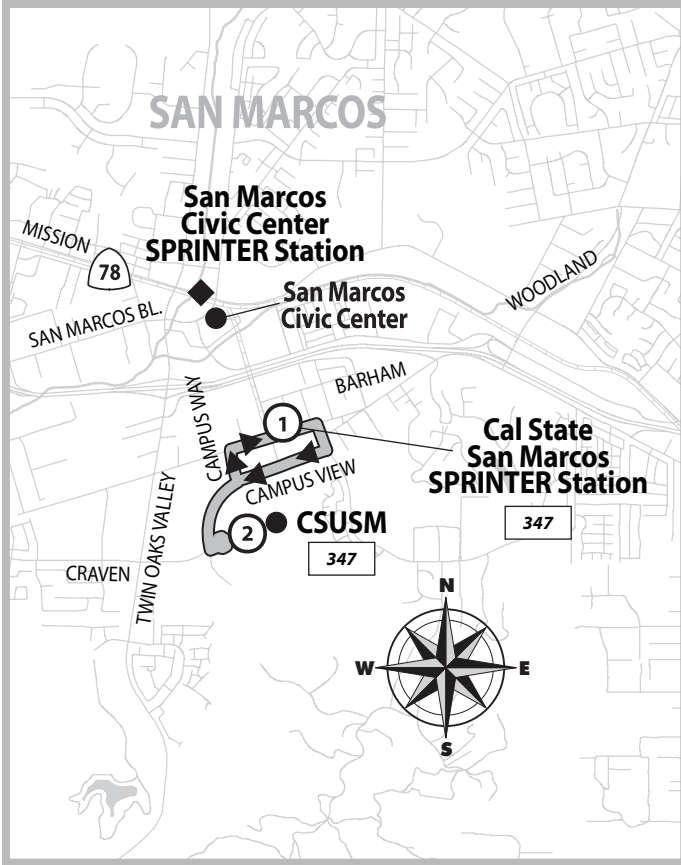 SAN MARCOS
San Marcos
Civic Center
SPRINTER Station
MISSION
78
WOODLAND
San Marcos
Civic Center
SAN MARCOS BL.
BARHAM
CAMPUS WAY
1
Cal State
San Marcos
SPRINTER Station
347
CAMPUS VIEW
TWIN OAKS VALLEY
2
CSUSM
347
CRAVEN
N
W
E
S